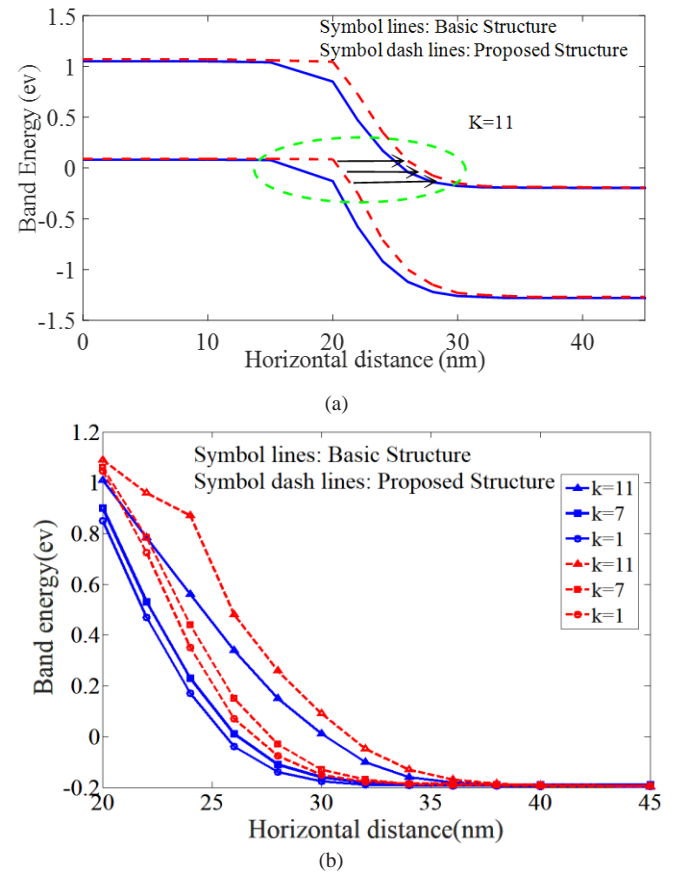 Symbol lines: Basic Structure
Symbol dash lines: Proposed Structure
K=11
Band Energy (ev)
1.5
1
0.5
0
-0.5
-1
-1.5
0
10
20
30
40
Horizontal distance (nm)
(a)
Symbol lines: Basic Structure
Symbol dash lines: Proposed Structure
k=11
k=7
k=1
k=11
k=7
k=1
Band energy(ev)
1.2
1
0.8
0.6
0.4
0.2
0
-0.2
20
25
30
35
40
45
Horizontal distance(nm)
(b)